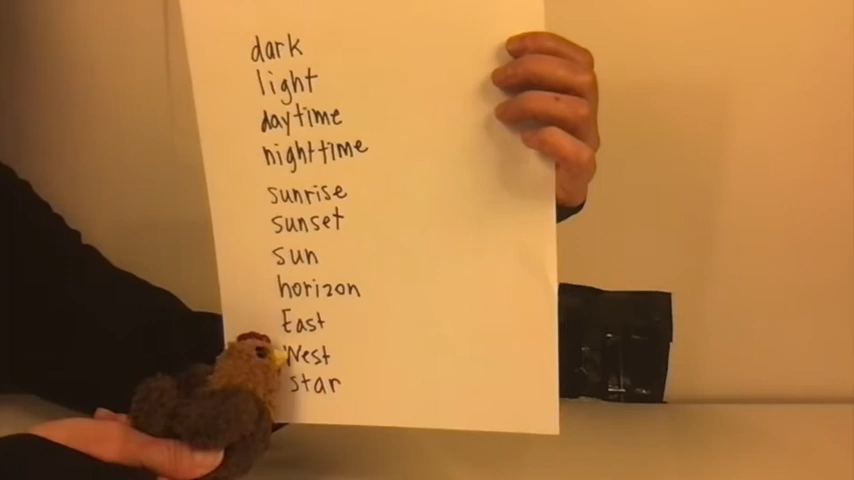 dark
light
daytime
nighttime
sunrise
sunset
sun
horizon
East
West
star